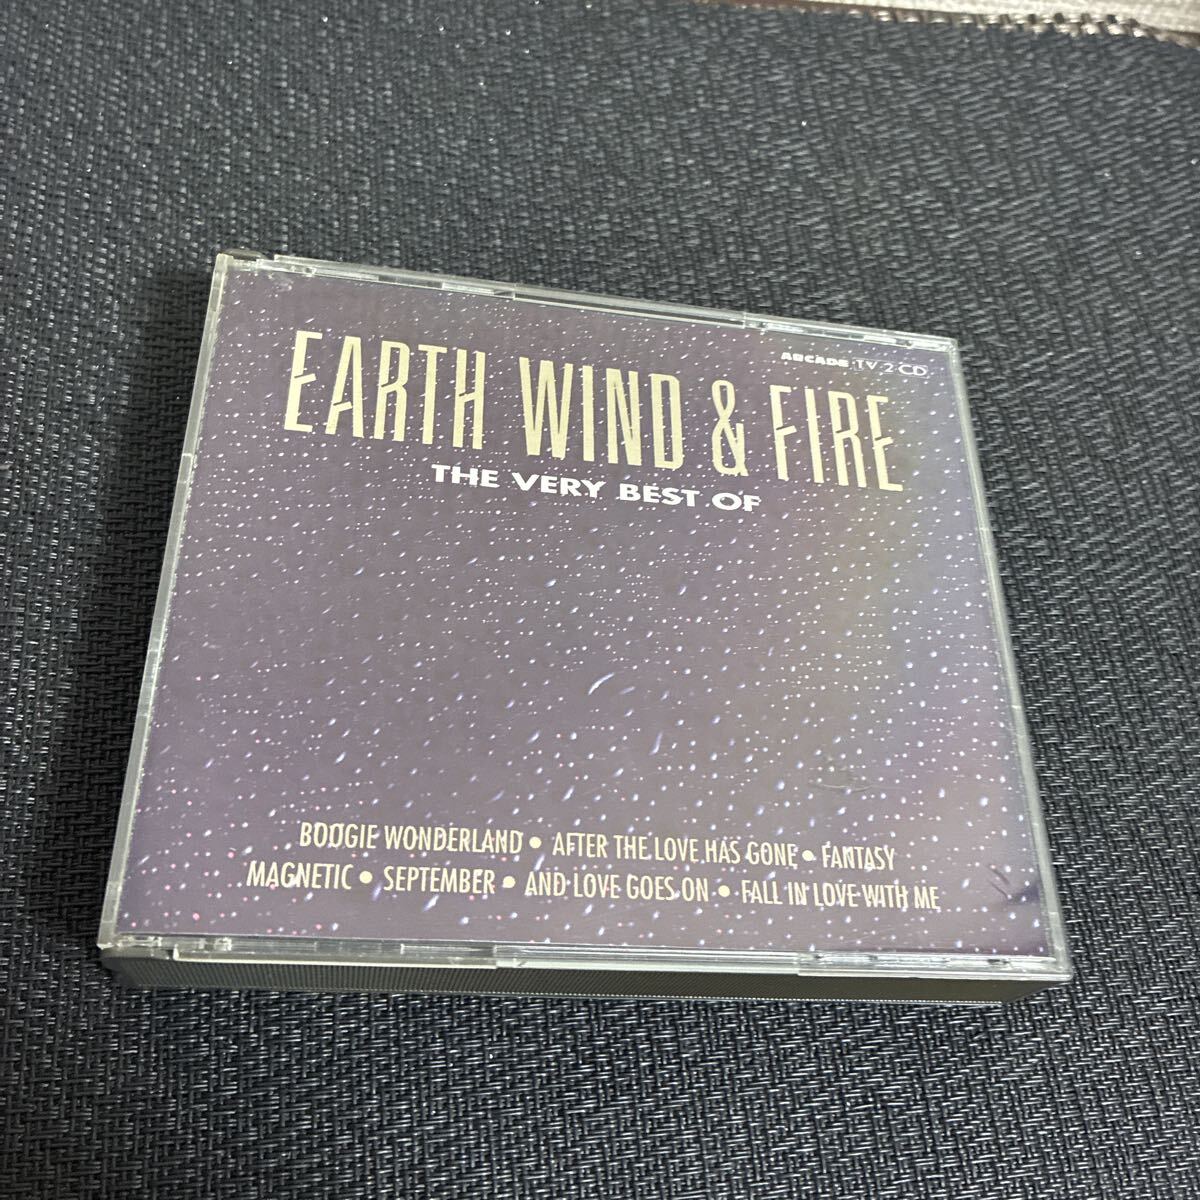 ARCADE TV 2 CD
EARTH WIND & FIRE
THE VERY BEST OF
BOOGIE WONDERLAND • AFTER THE LOVE HAS GONE • FANTASY
MAGNETIC • SEPTEMBER • AND LOVE GOES ON • FALL IN LOVE WITH ME